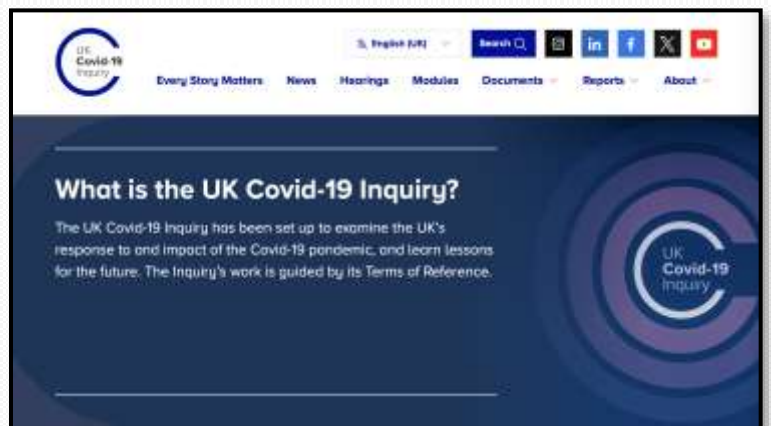 UK
Covid-19
Inquiry
English (UK)
Search
Every Story Matters
News
Hearings
Modules
Documents
Reports
About
What is the UK Covid-19 Inquiry?
The UK Covid-19 Inquiry has been set up to examine the UK's
response to and impact of the Covid-19 pandemic, and learn lessons
for the future. The Inquiry's work is guided by its Terms of Reference.
UK
Covid-19
Inquiry